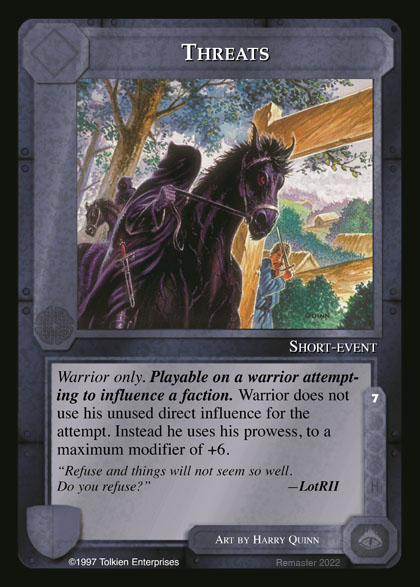 THREATS
QUINN
SHORT-EVENT
Warrior only. Playable on a warrior attempt-
ing to influence a faction. Warrior does not
use his unused direct influence for the
attempt. Instead he uses his prowess, to a
maximum modifier of +6.
7
“Refuse and things will not seem so well.
Do you refuse?” —LotRII
H
ART BY HARRY QUINN
©1997 Tolkien Enterprises
Remaster 2022